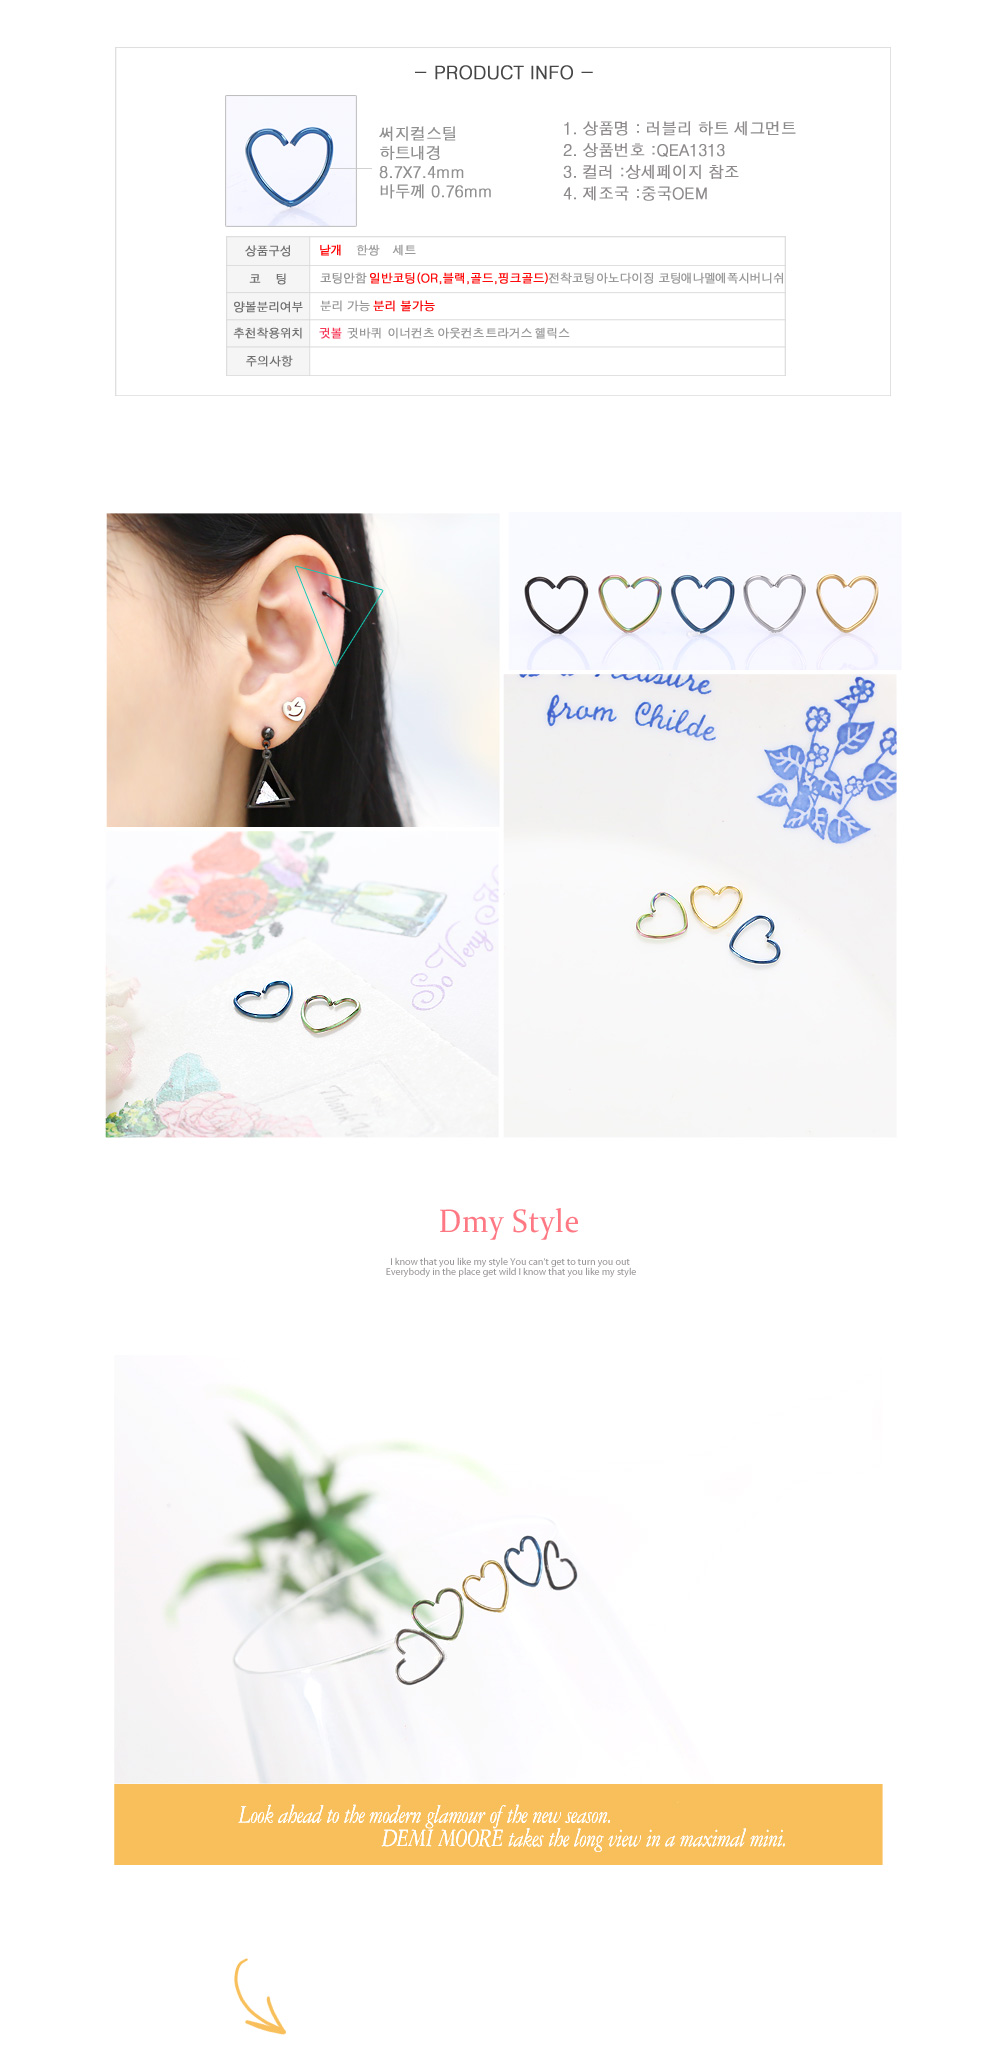 – PRODUCT INFO –
써지컬스틸
하트내경
8.7X7.4mm
바두께 0.76mm
1. 상품명 : 러블리 하트 세그먼트
2. 상품번호 :QEA1313
3. 컬러 :상세페이지 참조
4. 제조국 :중국OEM
상품구성 낱개 한쌍 세트
코 팅 코팅안함 일반코팅(OR,블랙,골드,핑크골드)전착코팅 아노다이징 코팅애나멜에폭시버니쉬
양볼분리여부 분리 가능 분리 불가능
추천착용위치 귓볼 귓바퀴 이너컨츠 아웃컨츠트라거스 헬릭스
주의사항
from Childe
So Very
Dmy Style
I know that you like my style You can't get to turn you out
Everybody in the place get wild I know that you like my style
Look ahead to the modern glamour of the new season.
DEMI MOORE takes the long view in a maximal mini.